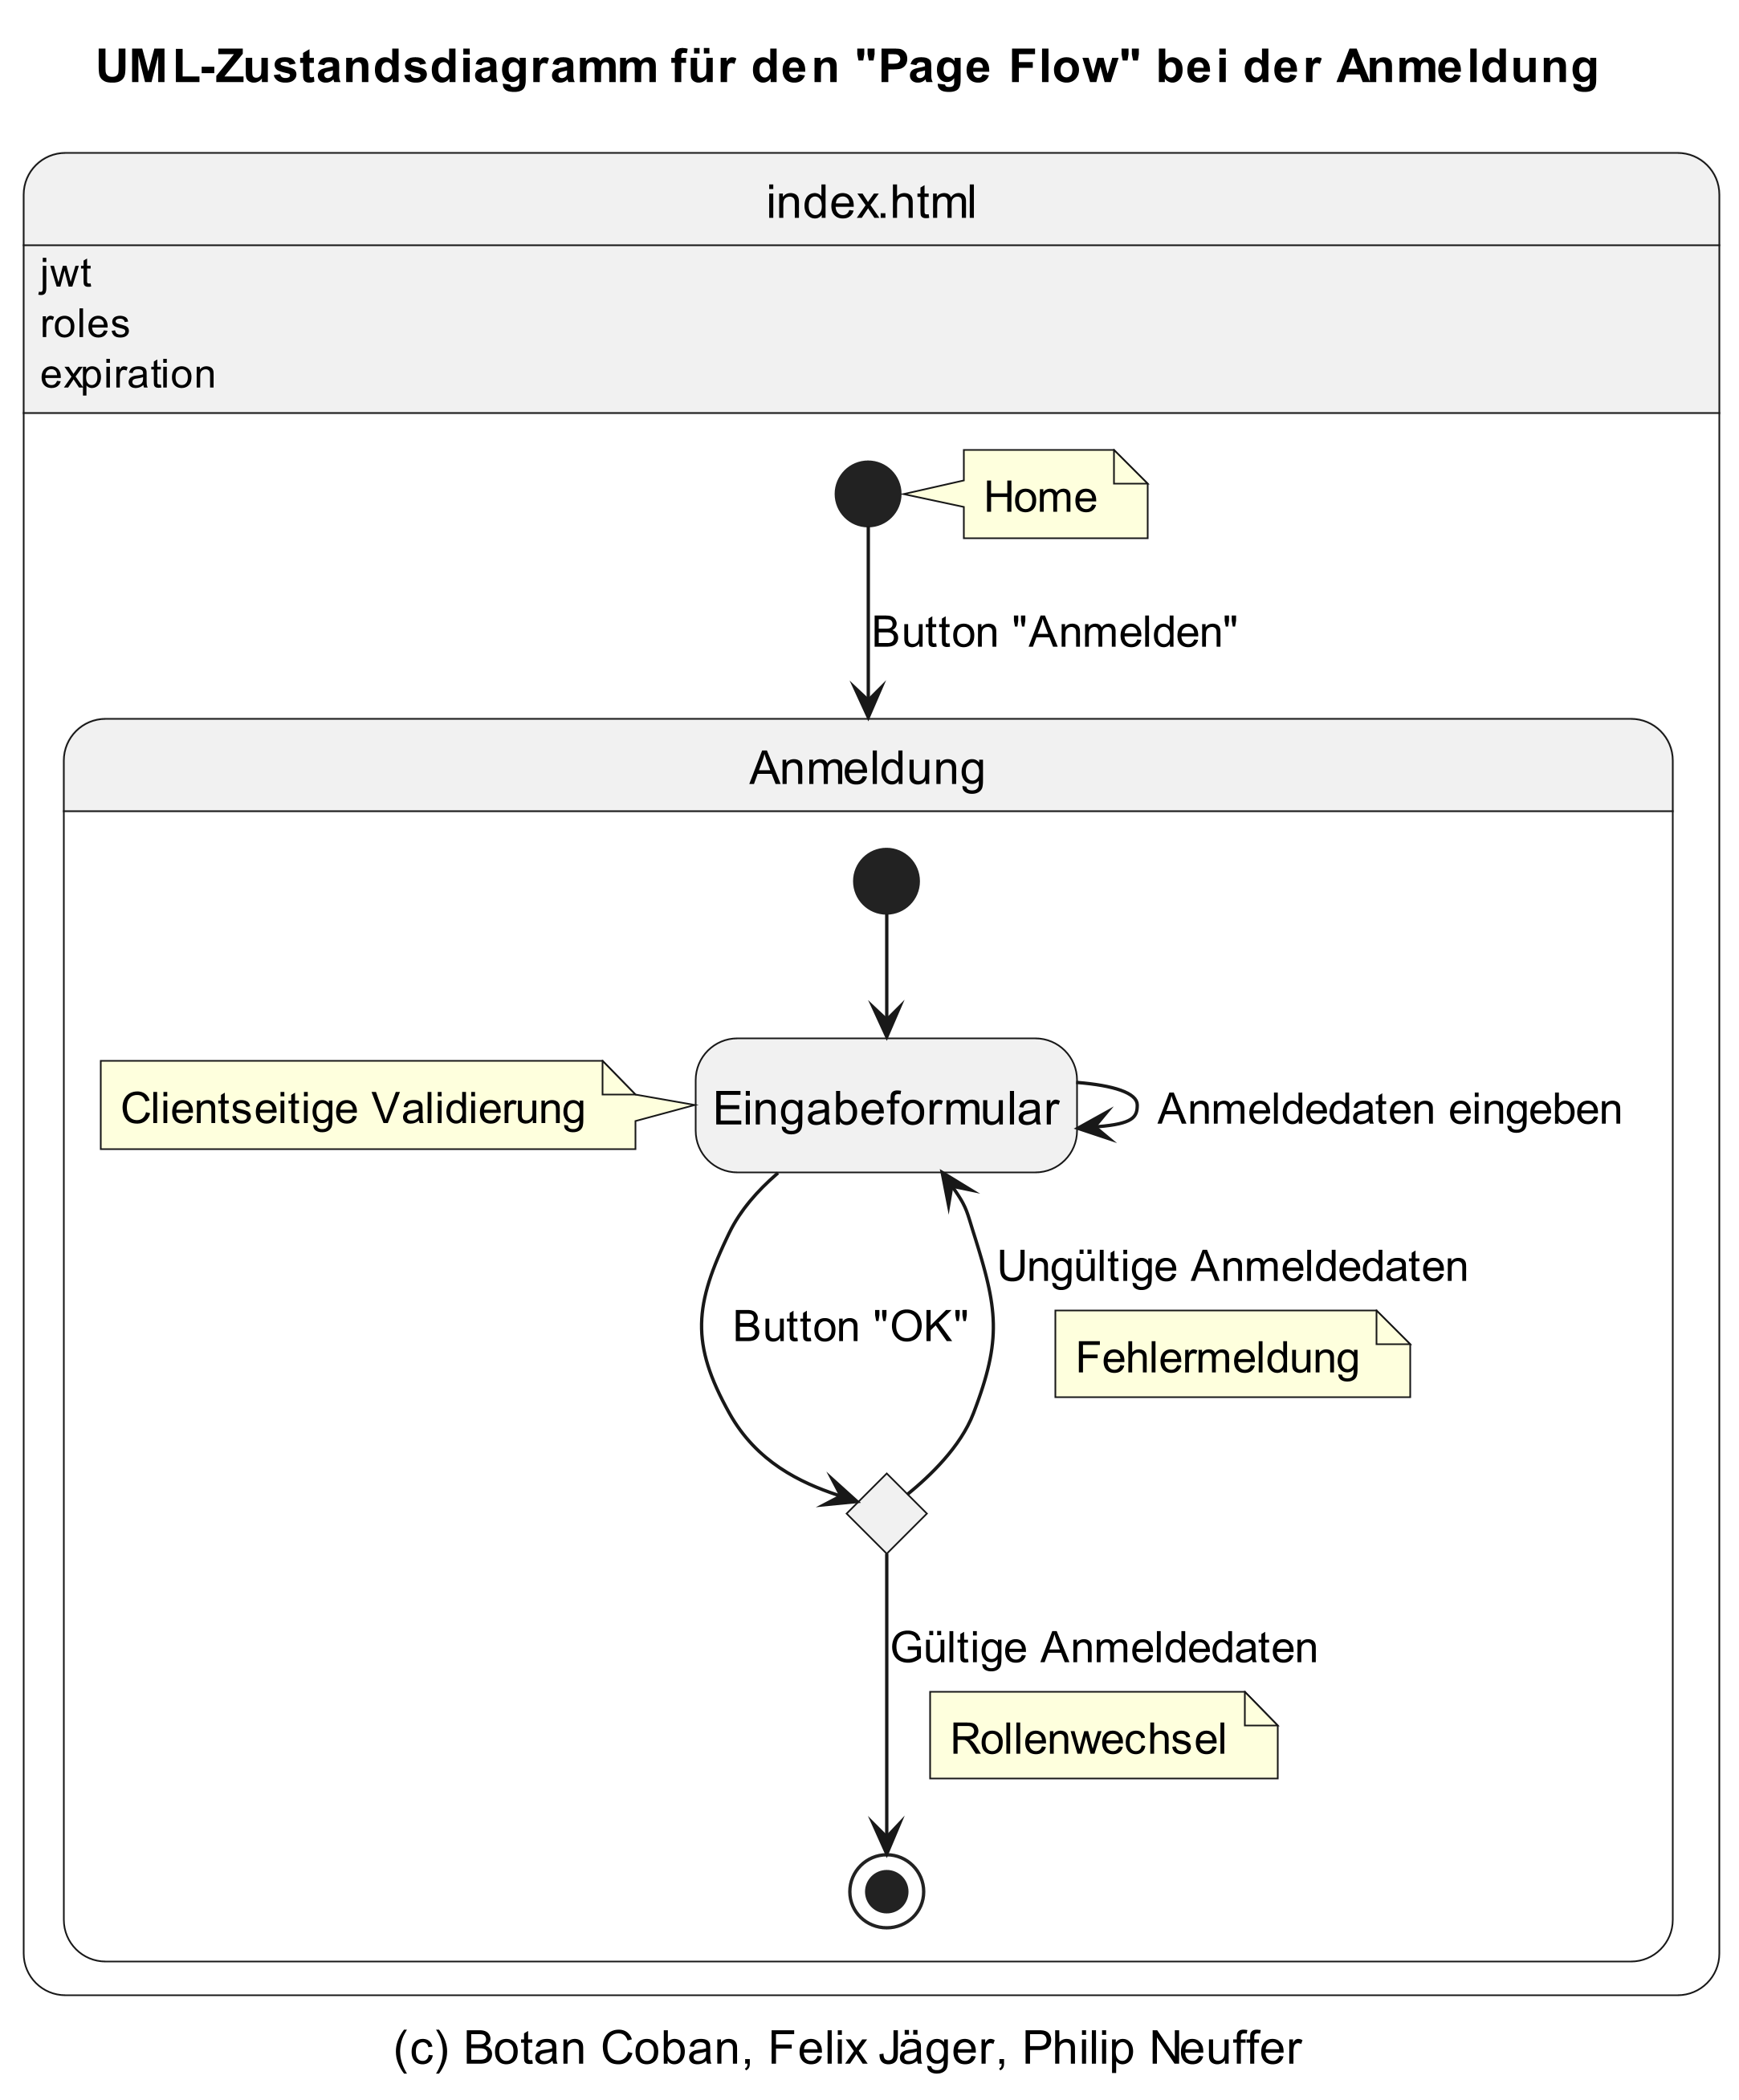 UML-Zustandsdiagramm für den "Page Flow" bei der Anmeldung
index.html
jwt
roles
expiration
Home
Button "Anmelden"
Anmeldung
Clientseitige Validierung
Eingabeformular
Anmeldedaten eingeben
Ungültige Anmeldedaten
Button "OK"
Fehlermeldung
Gültige Anmeldedaten
Rollenwechsel
(c) Botan Coban, Felix Jäger, Philip Neuffer